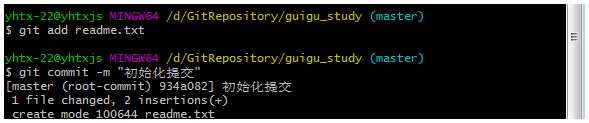 yhtx-22@yhtxjs MINGW64 /d/GitRepository/guigu_study (master)
$ git add readme.txt
yhtx-22@yhtxjs MINGW64 /d/GitRepository/guigu_study (master)
$ git commit -m "初始化提交"
[master (root-commit) 934a082] 初始化提交
 1 file changed, 2 insertions(+)
 create mode 100644 readme.txt